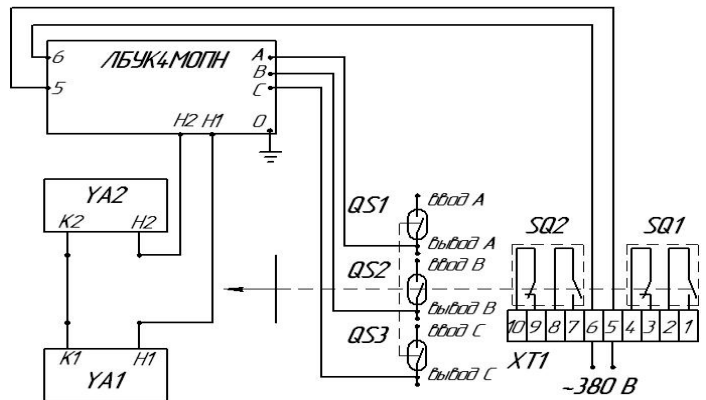 6
ЛБУК4МОПН
A
B
C
5
H2 H1
0
YA2
K2
H2
QS1
ввод A
вывод A
SQ2
SQ1
QS2
ввод B
вывод B
QS3
ввод C
вывод C
10 9 8 7 6 5 4 3 2 1
XT1
K1
H1
YA1
~380 В